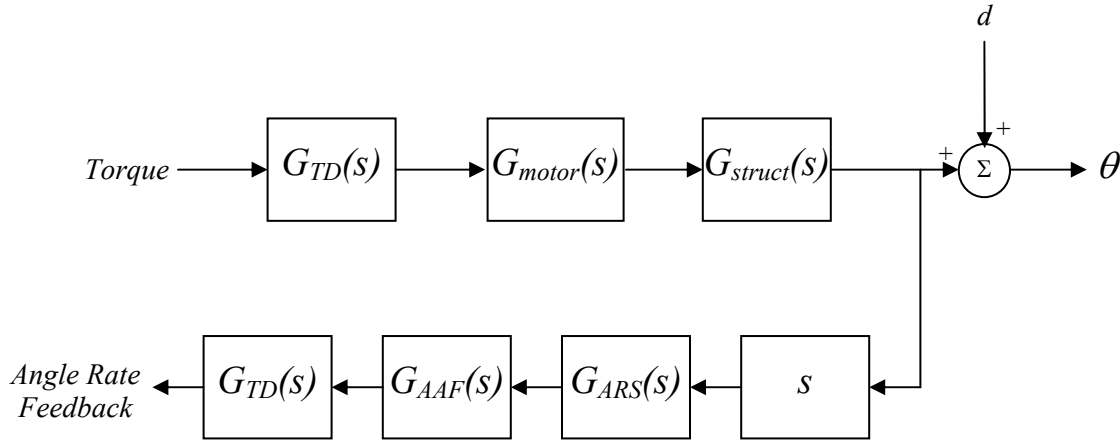 d
+
+
Torque
G_TD(s)
G_motor(s)
G_struct(s)
Σ
θ
Angle Rate
Feedback
G_TD(s)
G_AAF(s)
G_ARS(s)
s